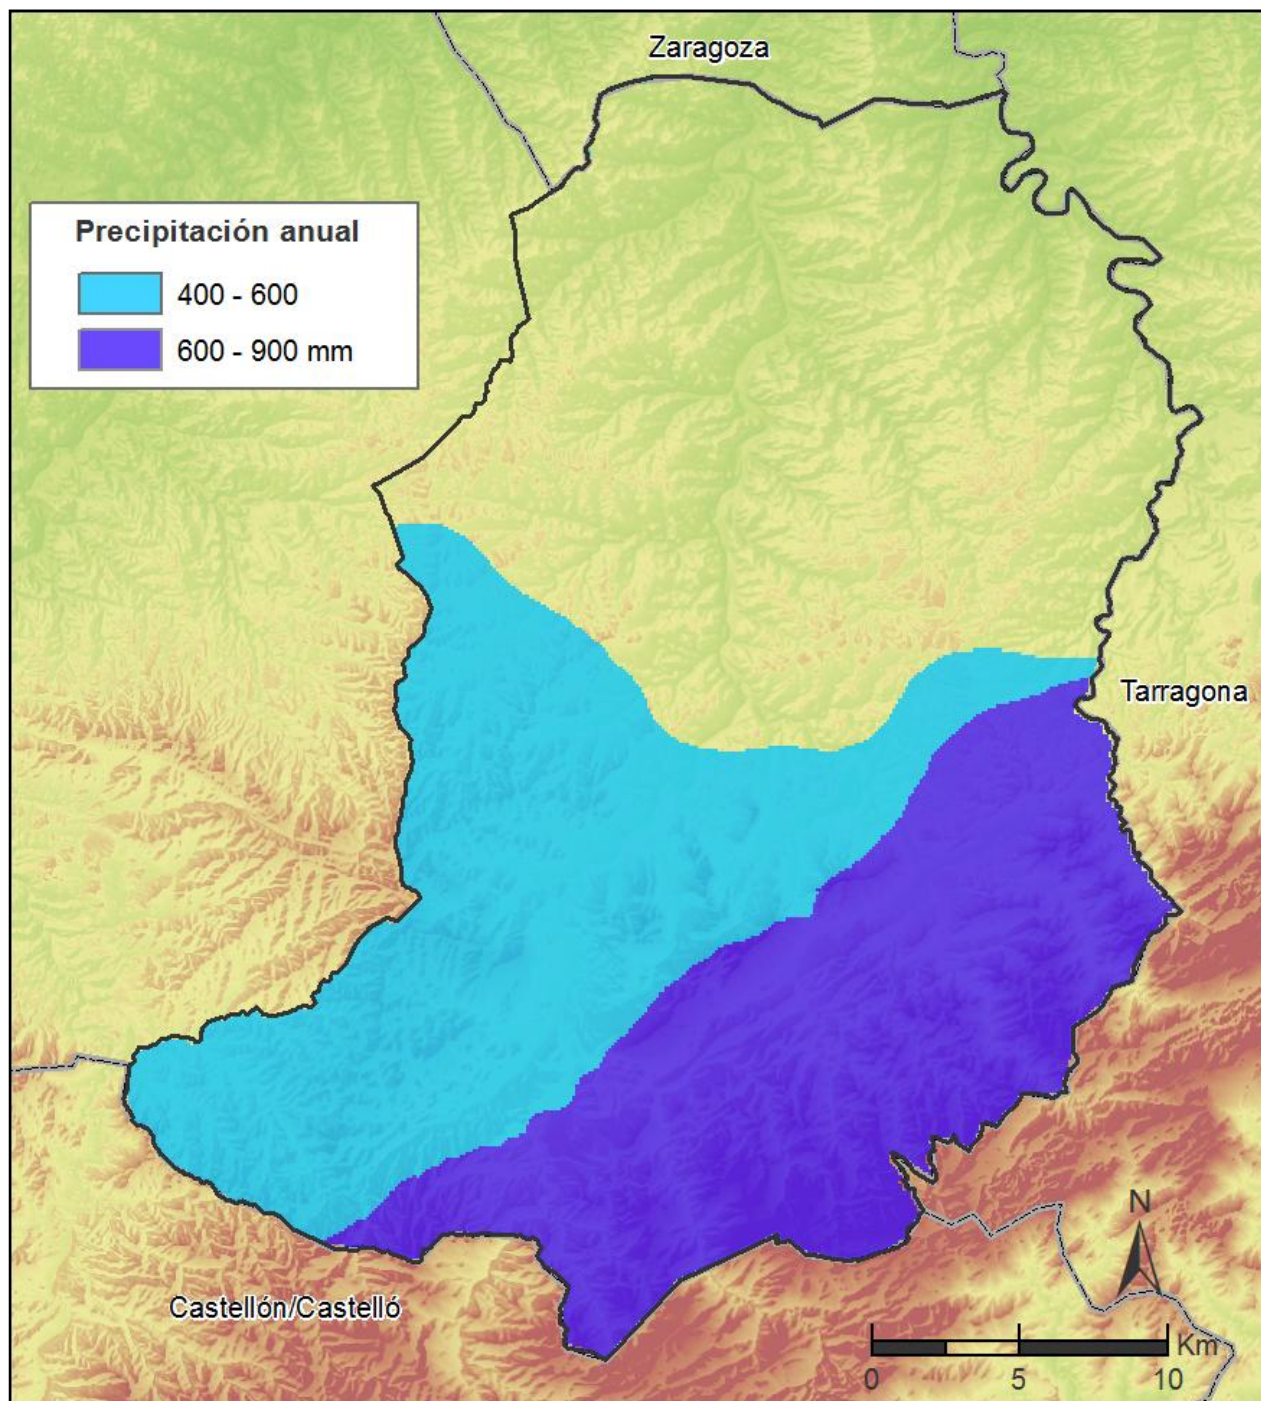 Zaragoza
Precipitación anual
400 - 600
600 - 900 mm
Tarragona
N
Castellón/Castelló
Km
0 5 10